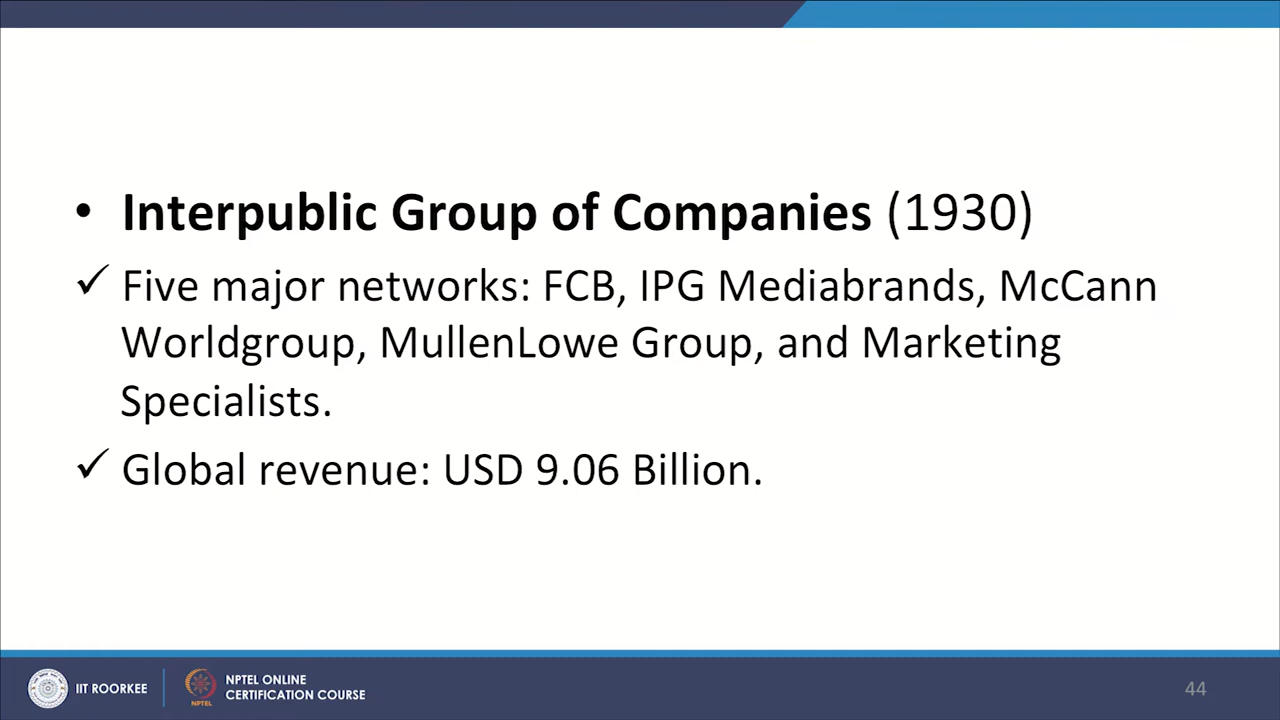 • Interpublic Group of Companies (1930)
✓ Five major networks: FCB, IPG Mediabrands, McCann
Worldgroup, MullenLowe Group, and Marketing
Specialists.
✓ Global revenue: USD 9.06 Billion.
IIT ROORKEE
NPTEL
NPTEL ONLINE
CERTIFICATION COURSE
44